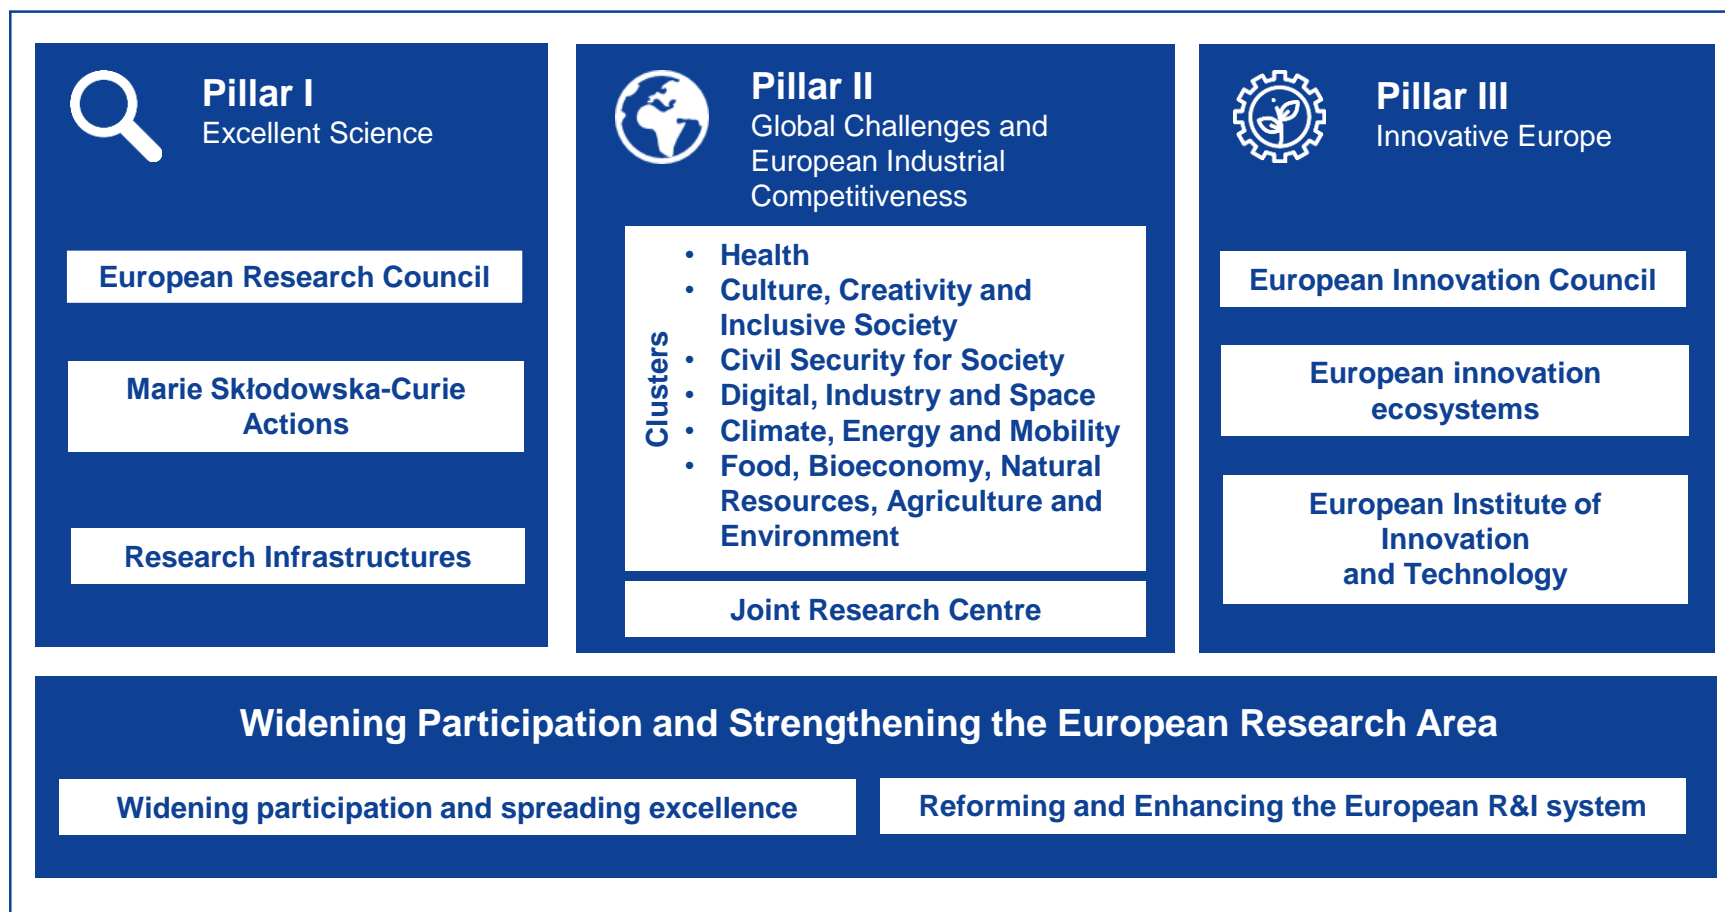 Pillar I
Excellent Science
European Research Council
Marie Skłodowska-Curie
Actions
Research Infrastructures
Pillar II
Global Challenges and
European Industrial
Competitiveness
Clusters
• Health
• Culture, Creativity and
Inclusive Society
• Civil Security for Society
• Digital, Industry and Space
• Climate, Energy and Mobility
• Food, Bioeconomy, Natural
Resources, Agriculture and
Environment
Joint Research Centre
Pillar III
Innovative Europe
European Innovation Council
European innovation
ecosystems
European Institute of
Innovation
and Technology
Widening Participation and Strengthening the European Research Area
Widening participation and spreading excellence
Reforming and Enhancing the European R&I system